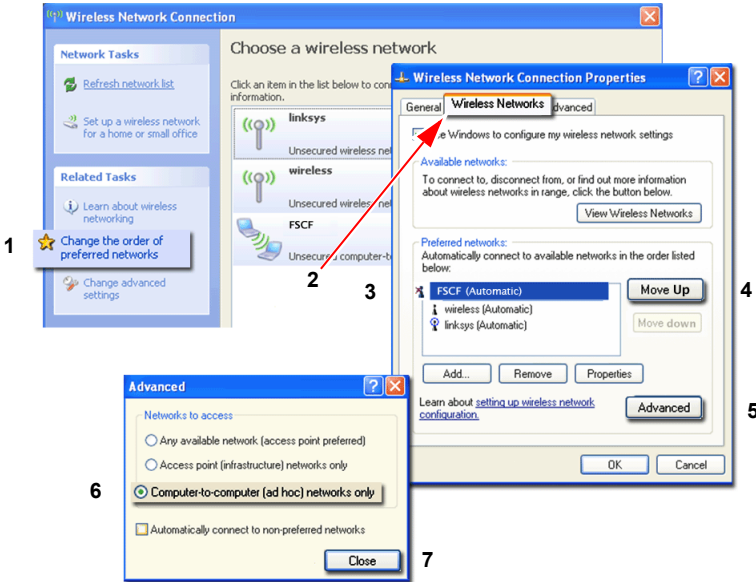 Wireless Network Connection
Network Tasks
Refresh network list
Set up a wireless network
for a home or small office
Related Tasks
Learn about wireless
networking
1
Change the order of
preferred networks
Change advanced
settings
Choose a wireless network
Click an item in the list below to
information.
linksys
Unsecured wireless
wireless
Unsecured wireless
FSCF
Unsecured
2
3
Wireless Network Connection Properties
General
Wireless Networks
Windows to configure my wireless network settings
Available networks:
To connect to, disconnect from, or find out more information
about wireless networks in range, click the button below.
View Wireless Networks
Preferred networks:
Automatically connect to available networks in the order listed
below:
FSCF (Automatic)
wireless (Automatic)
linksys (Automatic)
Move Up
4
Move down
Add...
Remove
Properties
Learn about setting up wireless network
configuration.
Advanced
5
OK
Cancel
Advanced
Networks to access
Any available network (access point preferred)
Access point (infrastructure) networks only
6
Computer-to-computer (ad hoc) networks only
Automatically connect to non-preferred networks
Close
7